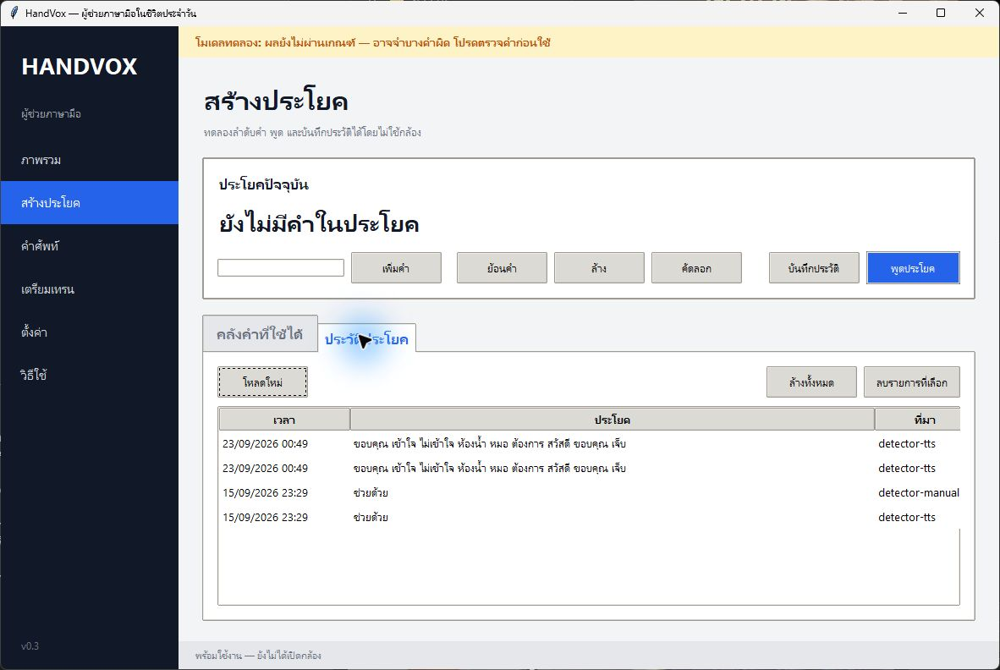 HandVox — ผู้ช่วยภาษามือในชีวิตประจำวัน
HANDVOX
ผู้ช่วยภาษามือ
ภาพรวม
สร้างประโยค
คำศัพท์
เตรียมเทรน
ตั้งค่า
วิธีใช้
v0.3
โมเดลทดลอง: ผลยังไม่ผ่านเกณฑ์ — อาจจำบางคำผิด โปรดตรวจคำก่อนใช้
สร้างประโยค
ทดลองลำดับคำ พูด และบันทึกประวัติได้โดยไม่ใช้กล้อง
ประโยคปัจจุบัน
ยังไม่มีคำในประโยค
เพิ่มคำ ย้อนคำ ล้าง คัดลอก บันทึกประวัติ พูดประโยค
คลังคำที่ใช้ได้ ประวัติประโยค
โหลดใหม่ ล้างทั้งหมด ลบรายการที่เลือก
เวลา ประโยค ที่มา
23/09/2026 00:49 ขอบคุณ เข้าใจ ไม่เข้าใจ ห้องน้ำ หมอ ต้องการ สวัสดี ขอบคุณ เจ็บ detector-tts
23/09/2026 00:49 ขอบคุณ เข้าใจ ไม่เข้าใจ ห้องน้ำ หมอ ต้องการ สวัสดี ขอบคุณ เจ็บ detector-tts
15/09/2026 23:29 ช่วยด้วย detector-manual
15/09/2026 23:29 ช่วยด้วย detector-tts
พร้อมใช้งาน — ยังไม่ได้เปิดกล้อง